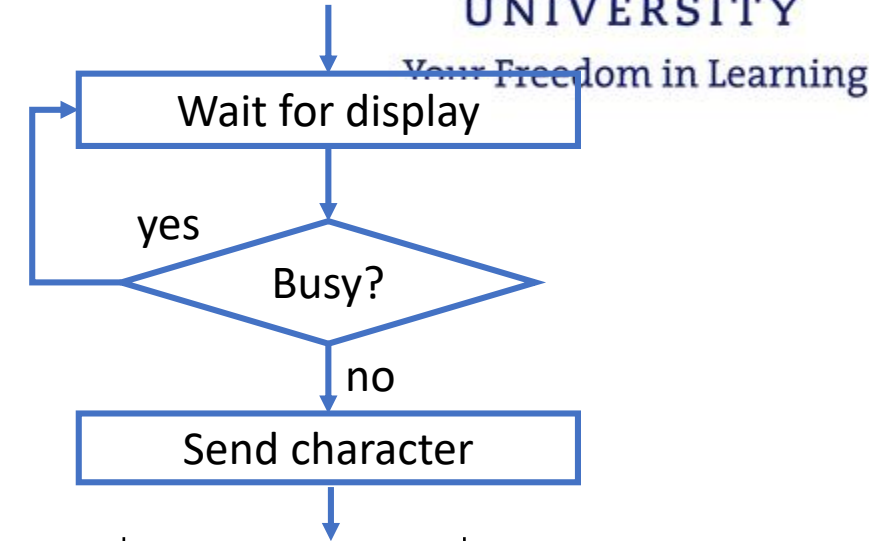 UNIVERSITY
Your Freedom in Learning
Wait for display
yes
Busy?
no
Send character